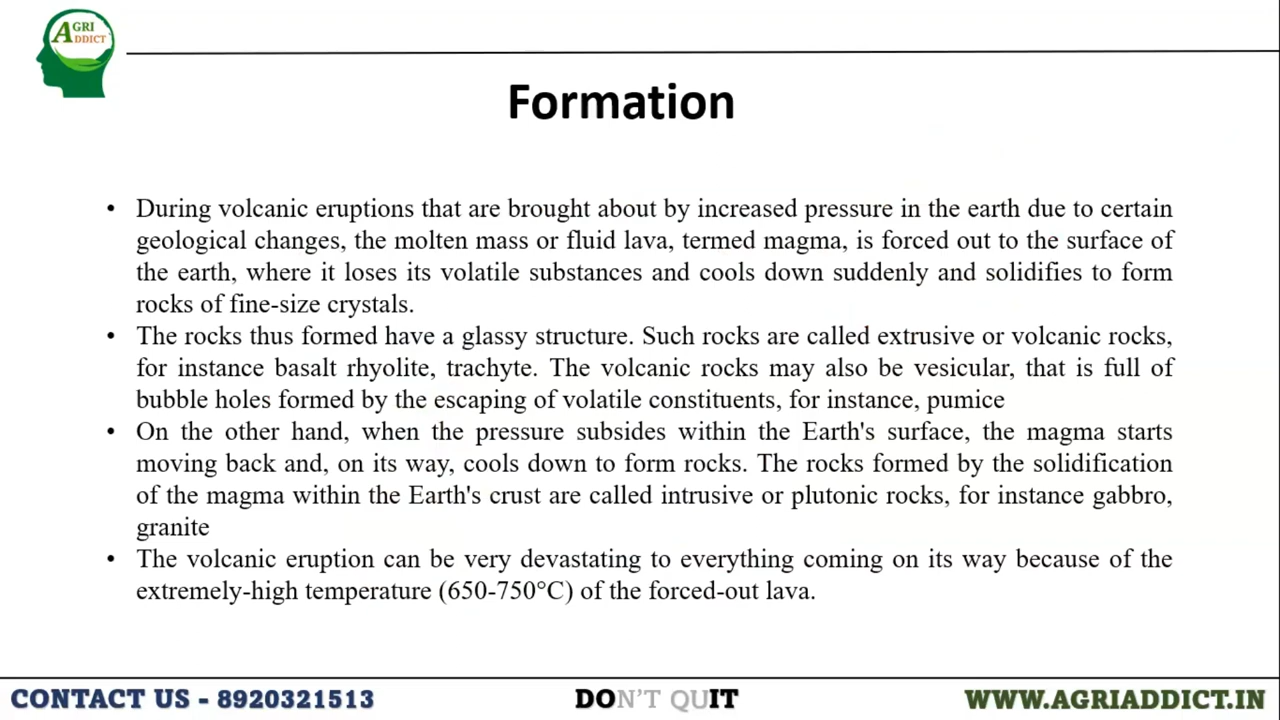 AGRI
ADDICT
Formation
• During volcanic eruptions that are brought about by increased pressure in the earth due to certain
geological changes, the molten mass or fluid lava, termed magma, is forced out to the surface of
the earth, where it loses its volatile substances and cools down suddenly and solidifies to form
rocks of fine-size crystals.
• The rocks thus formed have a glassy structure. Such rocks are called extrusive or volcanic rocks,
for instance basalt rhyolite, trachyte. The volcanic rocks may also be vesicular, that is full of
bubble holes formed by the escaping of volatile constituents, for instance, pumice
• On the other hand, when the pressure subsides within the Earth's surface, the magma starts
moving back and, on its way, cools down to form rocks. The rocks formed by the solidification
of the magma within the Earth's crust are called intrusive or plutonic rocks, for instance gabbro,
granite
• The volcanic eruption can be very devastating to everything coming on its way because of the
extremely-high temperature (650-750°C) of the forced-out lava.
CONTACT US - 8920321513
DON'T QUIT
WWW.AGRIADDICT.IN